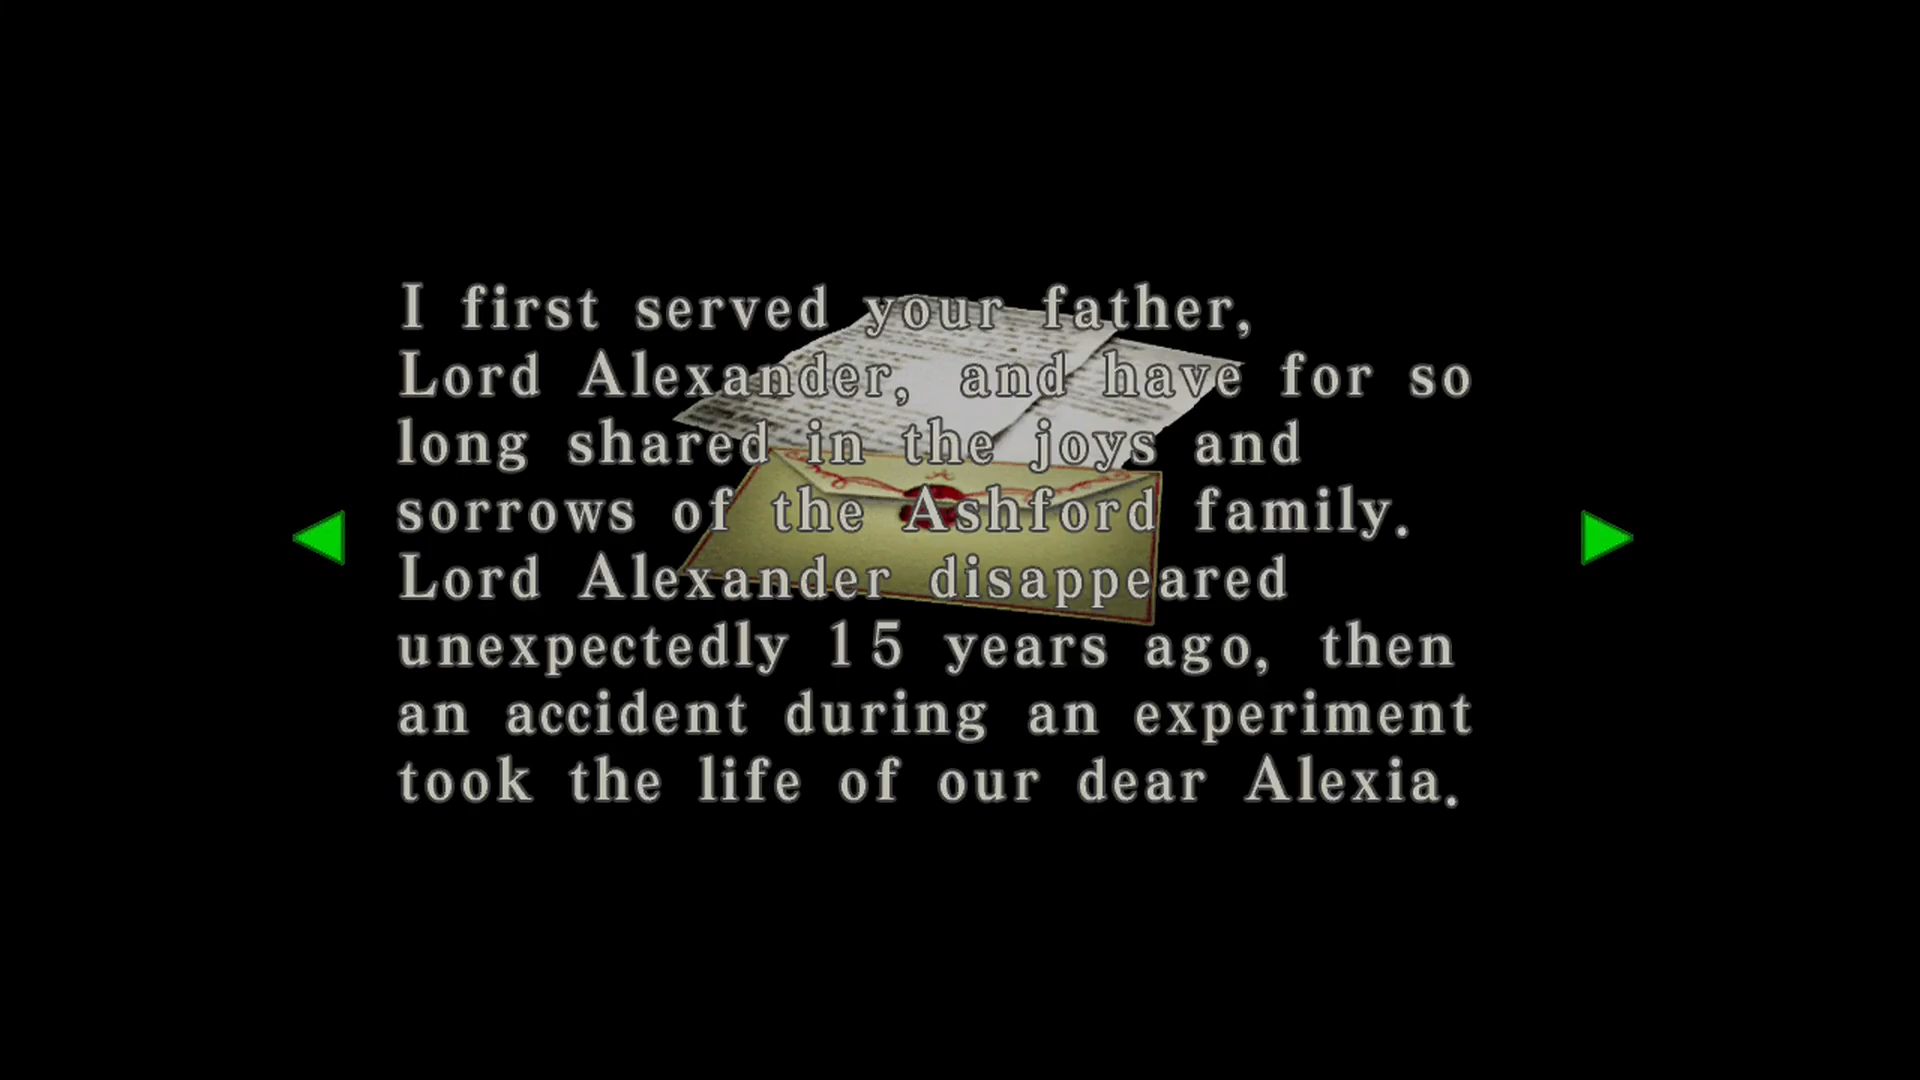 I first served your father,
Lord Alexander, and have for so
long shared in the joys and
sorrows of the Ashford family.
Lord Alexander disappeared
unexpectedly 15 years ago, then
an accident during an experiment
took the life of our dear Alexia.